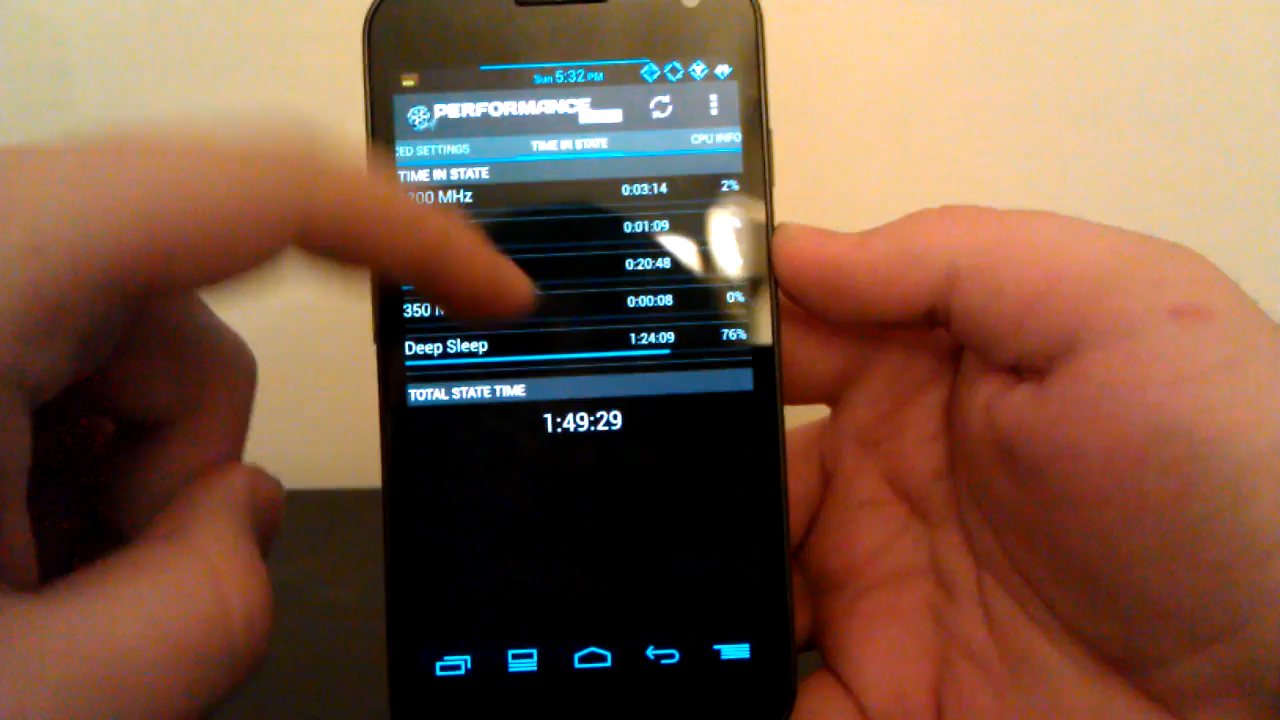 Sun 5:32 PM
PERFORMANCE
CED SETTINGS TIME IN STATE CPU INFO
TIME IN STATE
200 MHz 0:03:14 2%
0:01:09
0:20:48
350 0:00:08 0%
Deep Sleep 1:24:09 76%
TOTAL STATE TIME
1:49:29